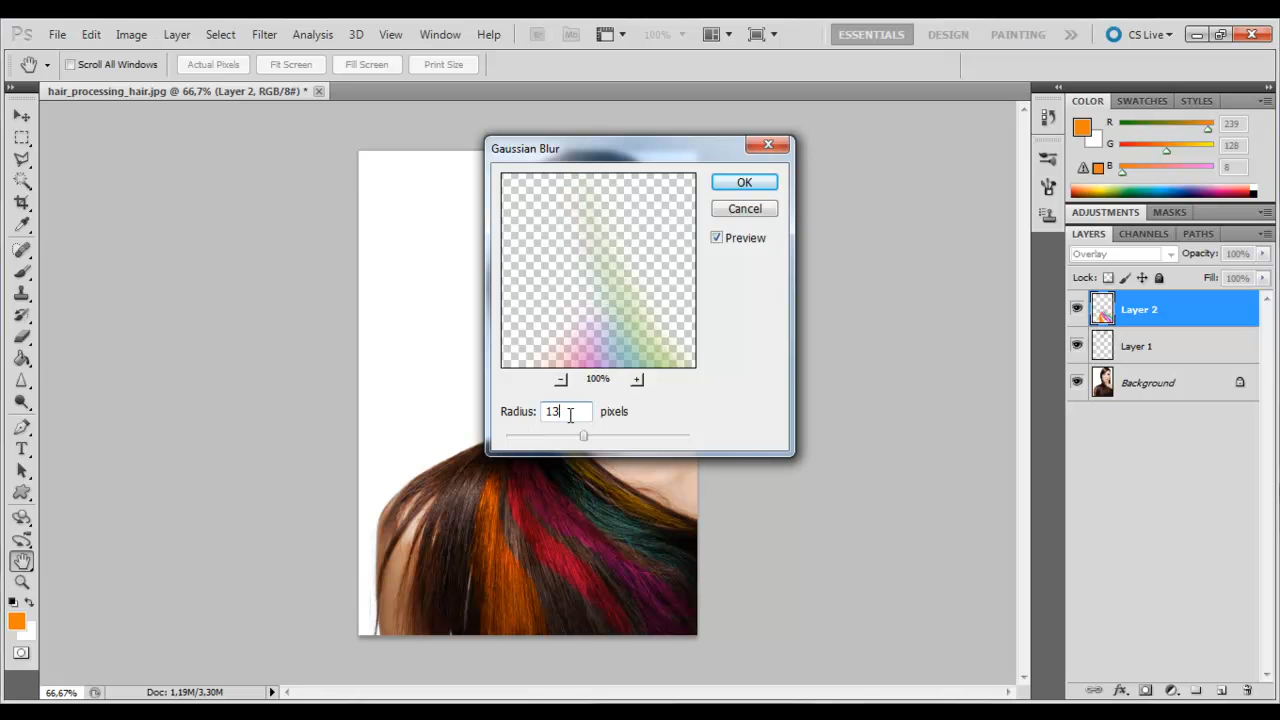 Ps File Edit Image Layer Select Filter Analysis 3D View Window Help Br Mb 100% ESSENTIALS DESIGN PAINTING CS Live
Scroll All Windows Actual Pixels Fit Screen Fill Screen Print Size
hair_processing_hair.jpg @ 66,7% (Layer 2, RGB/8#) *
Gaussian Blur
OK
Cancel
Preview
100%
Radius: 13 pixels
COLOR SWATCHES STYLES
R 239
G 128
B 8
ADJUSTMENTS MASKS
LAYERS CHANNELS PATHS
Overlay Opacity: 100%
Lock: Fill: 100%
Layer 2
Layer 1
Background
66,67% Doc: 1,19M/3,30M